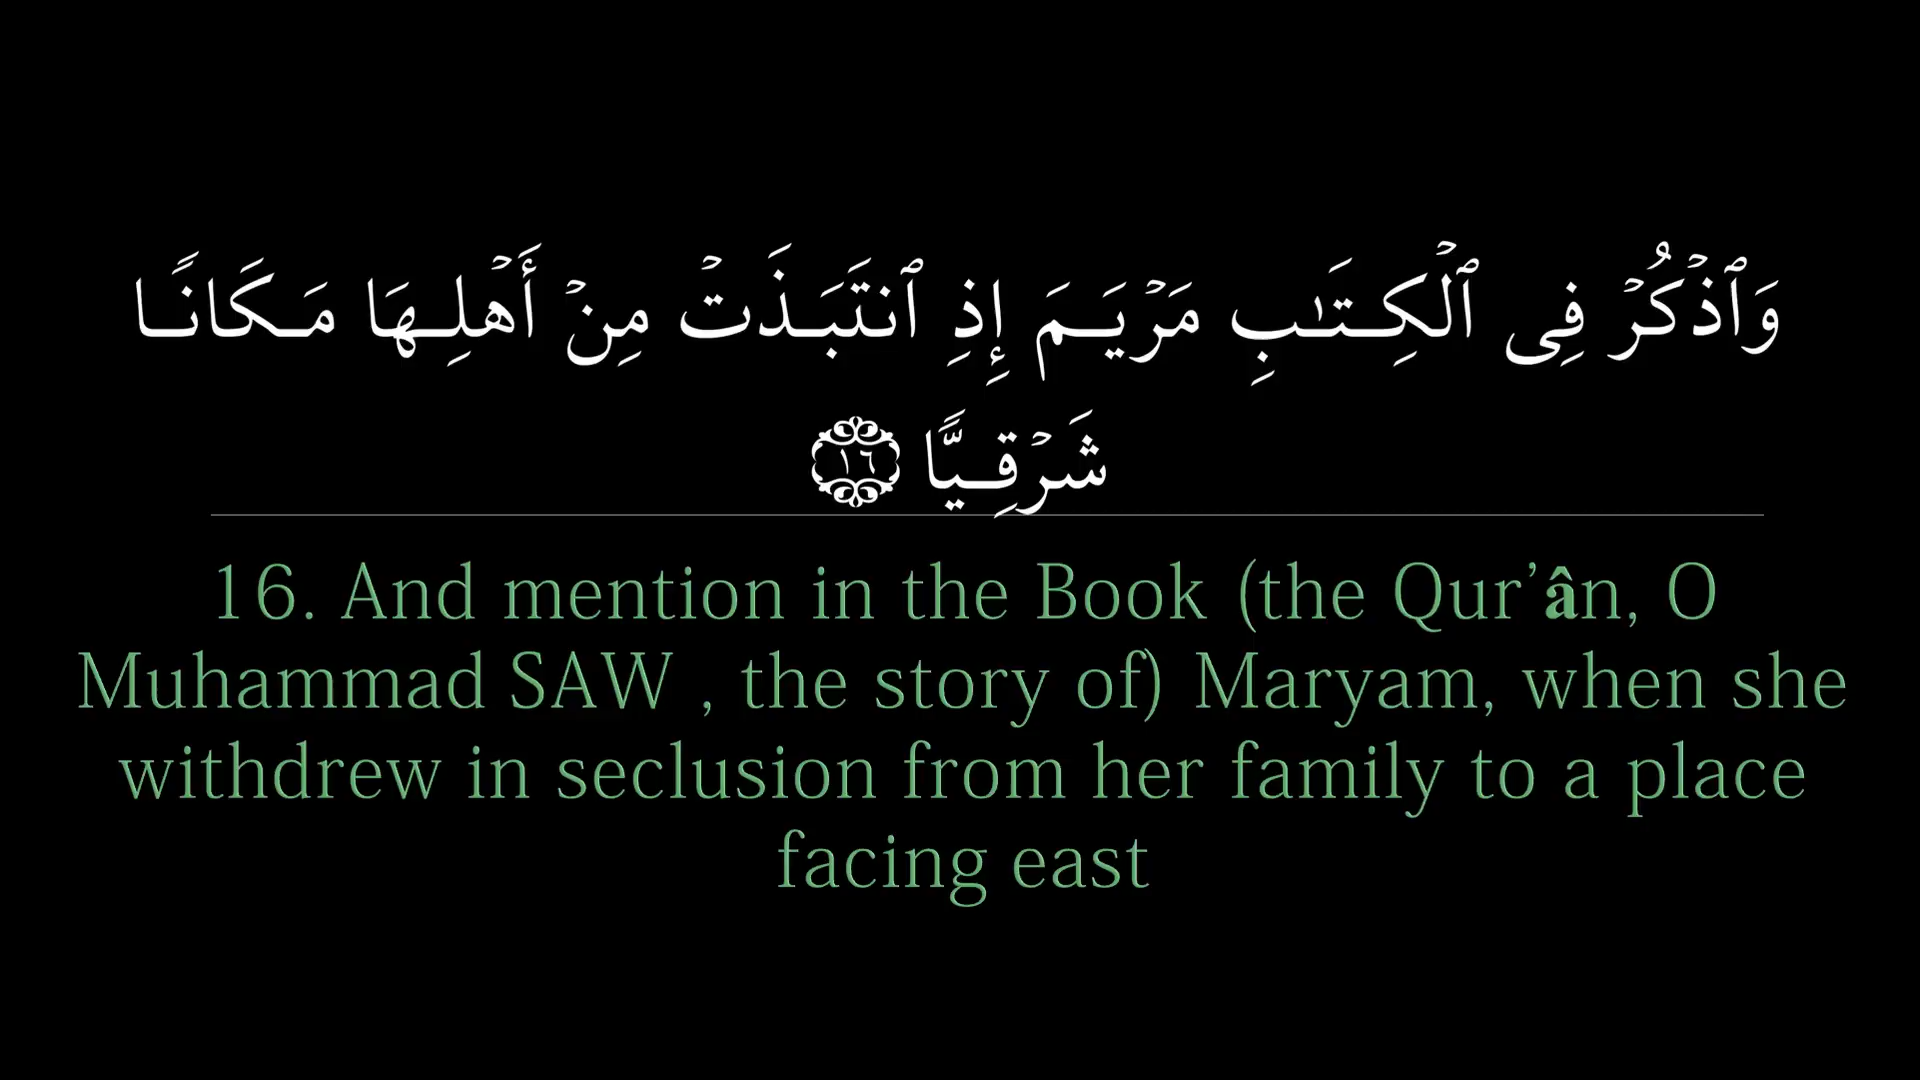 وَٱذْكُرْ فِى ٱلْكِتَـٰبِ مَرْيَمَ إِذِ ٱنتَبَذَتْ مِنْ أَهْلِهَا مَكَانًا
شَرْقِيًّا ١٦
16. And mention in the Book (the Qur’ân, O
Muhammad SAW , the story of) Maryam, when she
withdrew in seclusion from her family to a place
facing east